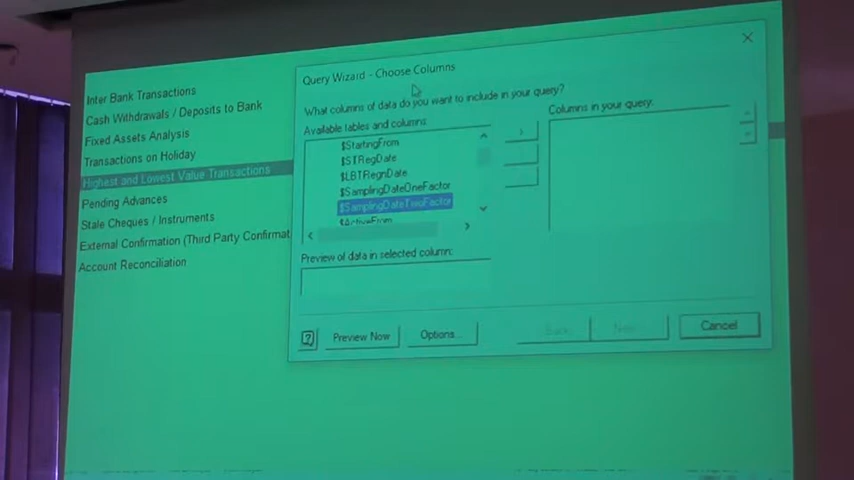 Inter Bank Transactions
Cash Withdrawals / Deposits to Bank
Fixed Assets Analysis
Transactions on Holiday
Highest and Lowest Value Transactions
Pending Advances
Stale Cheques / Instruments
External Confirmation (Third Party Confirmat
Account Reconciliation
Query Wizard - Choose Columns
What columns of data do you want to include in your query?
Available tables and columns:
Columns in your query:
$StartingFrom
$STRegDate
$LBTRegnDate
$SamplingDateOneFactor
$SamplingDateTwoFactor
$ActiveFrom
Preview of data in selected column:
Preview Now
Options...
Cancel